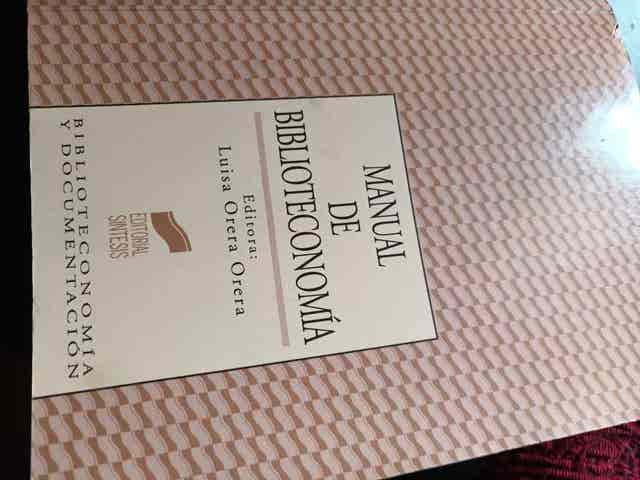 MANUAL
DE
BIBLIOTECONOMÍA
Editora:
Luisa Orera Orera
EDITORIAL
SINTESIS
BIBLIOTECONOMÍA
Y DOCUMENTACIÓN